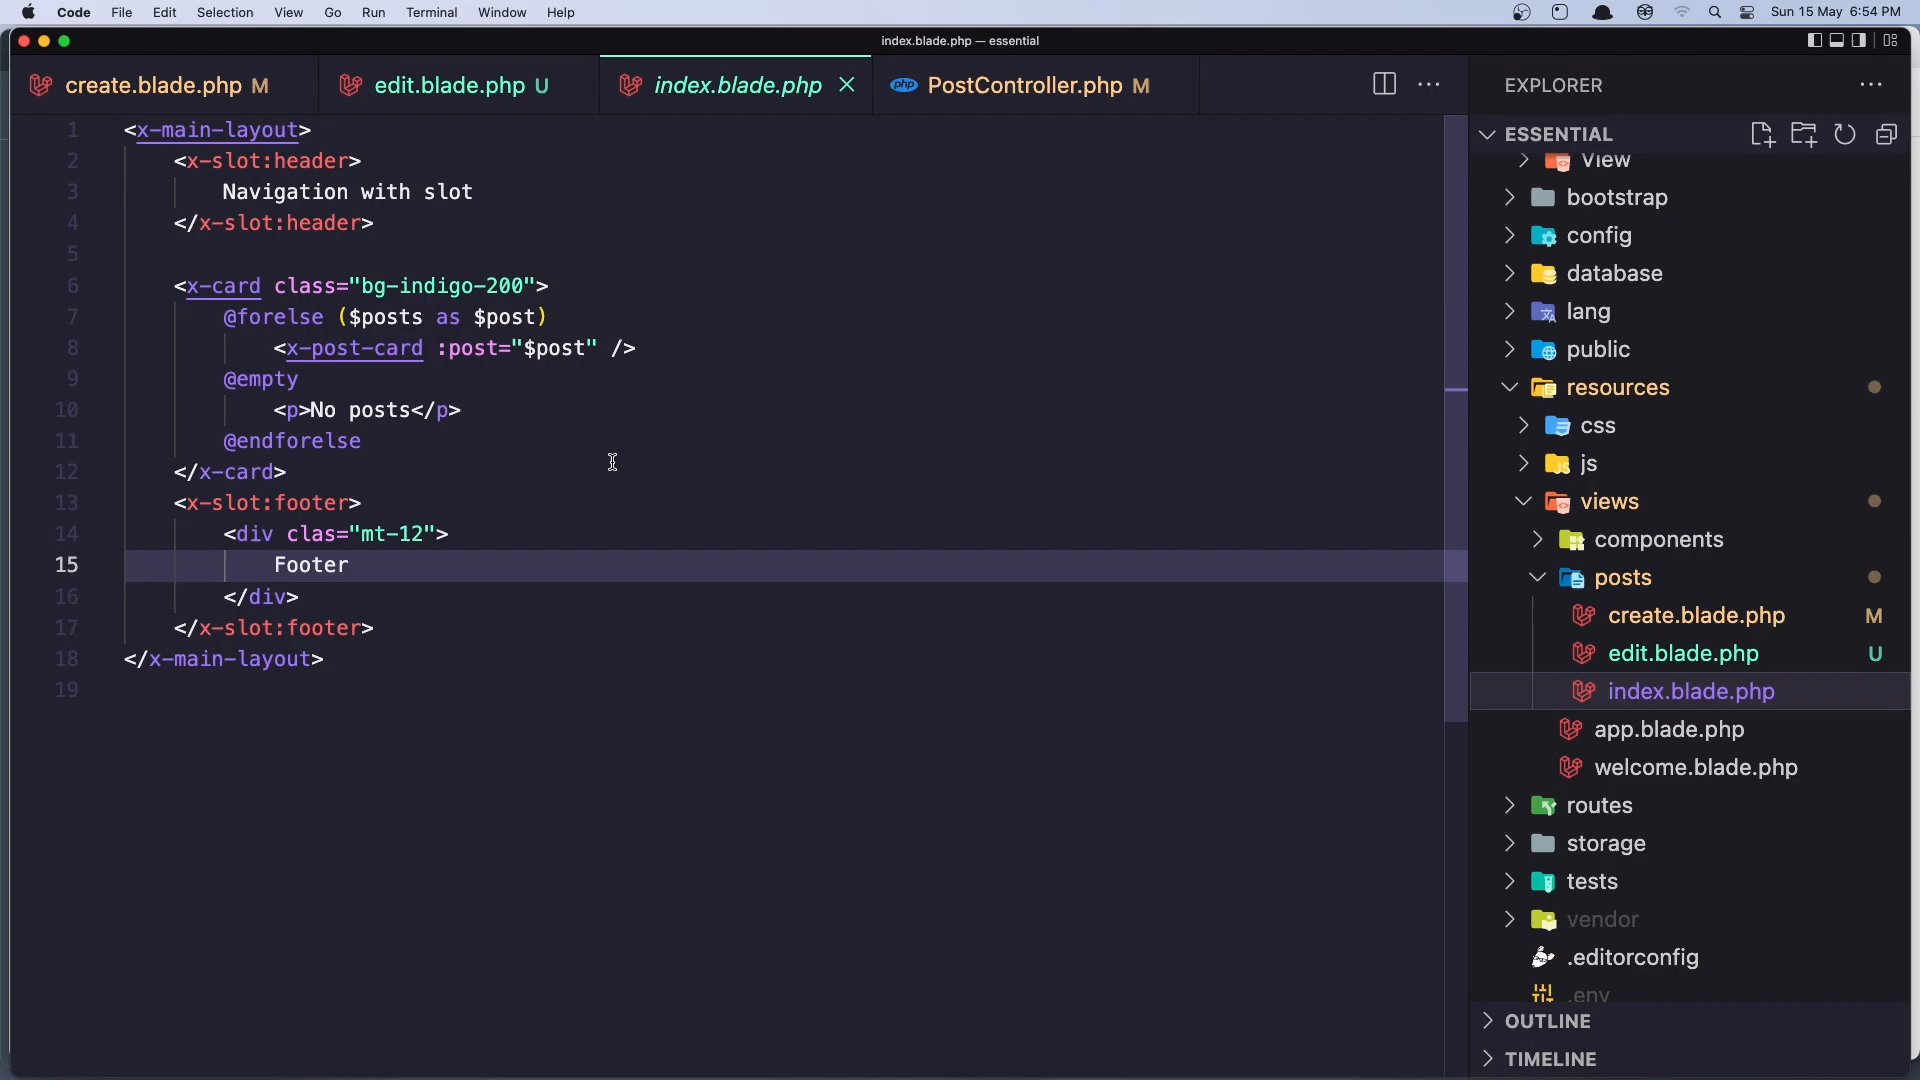 Code File Edit Selection View Go Run Terminal Window Help Sun 15 May 6:54 PM
index.blade.php — essential
create.blade.php M edit.blade.php U index.blade.php php PostController.php M
1 <x-main-layout>
2 <x-slot:header>
3 Navigation with slot
4 </x-slot:header>
5
6 <x-card class="bg-indigo-200">
7 @forelse ($posts as $post)
8 <x-post-card :post="$post" />
9 @empty
10 <p>No posts</p>
11 @endforelse
12 </x-card>
13 <x-slot:footer>
14 <div clas="mt-12">
15 Footer
16 </div>
17 </x-slot:footer>
18 </x-main-layout>
19
EXPLORER
ESSENTIAL
View
bootstrap
config
database
lang
public
resources
css
js
views
components
posts
create.blade.php M
edit.blade.php U
index.blade.php
app.blade.php
welcome.blade.php
routes
storage
tests
vendor
.editorconfig
.env
OUTLINE
TIMELINE